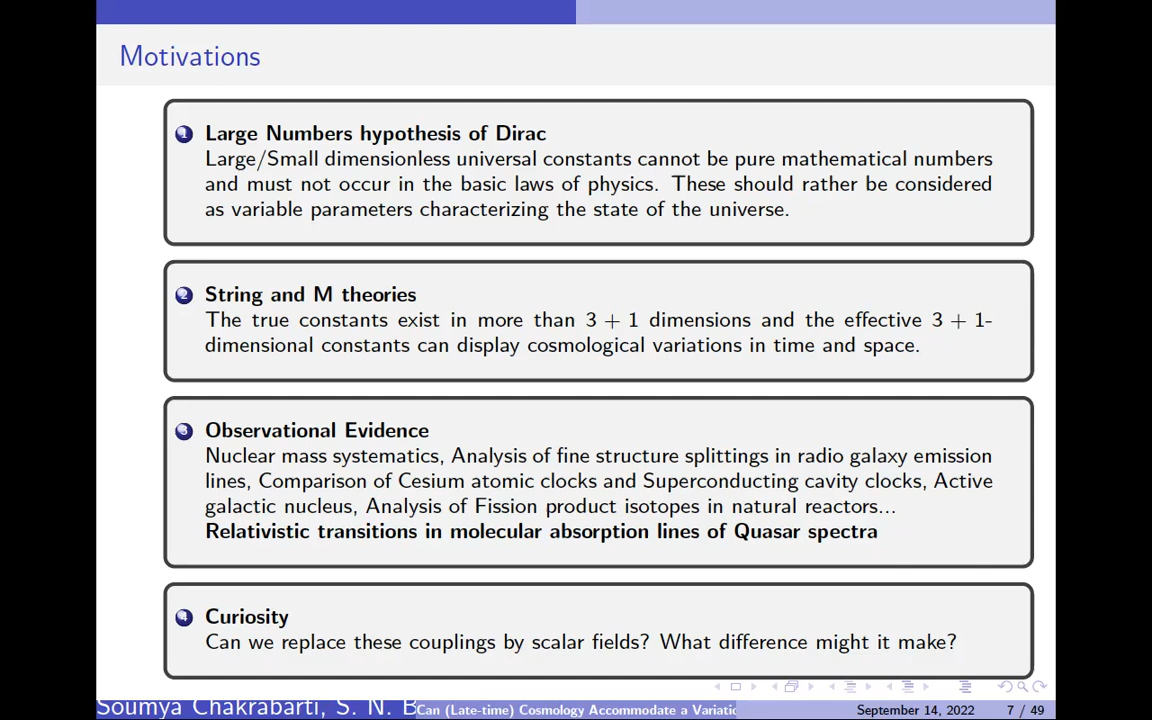 Motivations
1 Large Numbers hypothesis of Dirac
Large/Small dimensionless universal constants cannot be pure mathematical numbers
and must not occur in the basic laws of physics. These should rather be considered
as variable parameters characterizing the state of the universe.
2 String and M theories
The true constants exist in more than 3 + 1 dimensions and the effective 3 + 1-
dimensional constants can display cosmological variations in time and space.
3 Observational Evidence
Nuclear mass systematics, Analysis of fine structure splittings in radio galaxy emission
lines, Comparison of Cesium atomic clocks and Superconducting cavity clocks, Active
galactic nucleus, Analysis of Fission product isotopes in natural reactors...
Relativistic transitions in molecular absorption lines of Quasar spectra
4 Curiosity
Can we replace these couplings by scalar fields? What difference might it make?
Soumya Chakrabarti, S. N. B Can (Late-time) Cosmology Accommodate a Variatio September 14, 2022 7 / 49